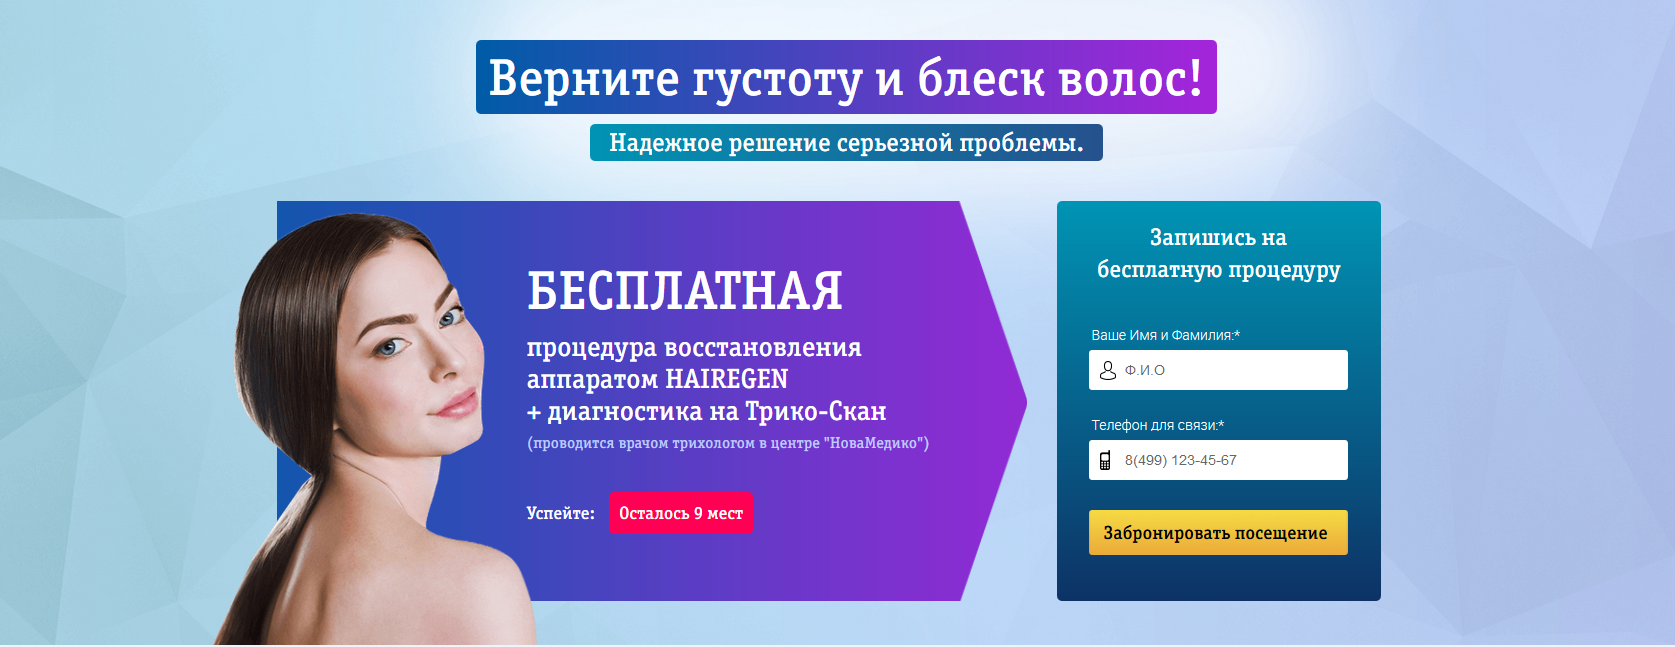 Верните густоту и блеск волос!
Надежное решение серьезной проблемы.
БЕСПЛАТНАЯ
процедура восстановления
аппаратом HAIREGEN
+ диагностика на Трико-Скан
(проводится врачом трихологом в центре "НоваМедико")
Успейте: Осталось 9 мест
Запишись на
бесплатную процедуру
Ваше Имя и Фамилия:*
Ф.И.О
Телефон для связи:*
8(499) 123-45-67
Забронировать посещение